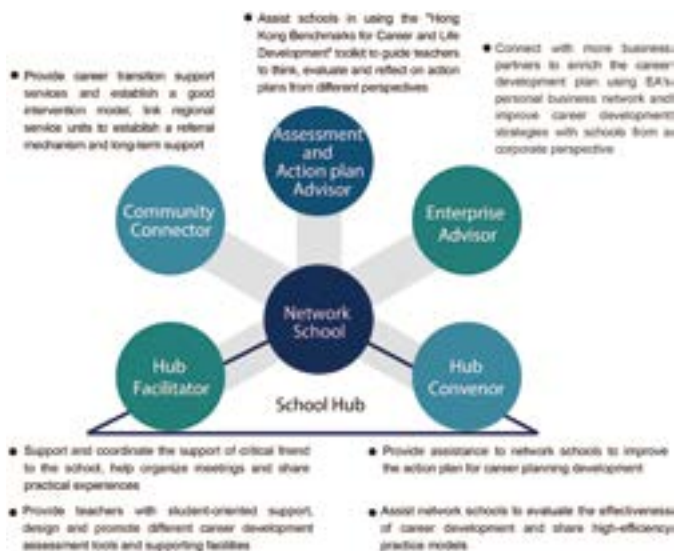 ● Assist schools in using the "Hong
Kong Benchmarks for Career and Life
Development" toolkit to guide teachers
to think, evaluate and reflect on action
plans from different perspectives
● Provide career transition support
services and establish a good
intervention model, link regional
service units to establish a referral
mechanism and long-term support
● Connect with more business
partners to enrich the career
development plan using EA's
personal business network and
improve career development
strategies with schools from a
corporate perspective
Assessment
and
Action plan
Advisor
Community
Connector
Enterprise
Advisor
Network
School
Hub
Facilitator
Hub
Convenor
School Hub
● Support and coordinate the support of critical friend
to the school, help organize meetings and share
practical experiences
● Provide teachers with student-oriented support,
design and promote different career development
assessment tools and supporting facilities
● Provide assistance to network schools to improve
the action plan for career planning development
● Assist network schools to evaluate the effectiveness
of career development and share high-efficiency
practice models